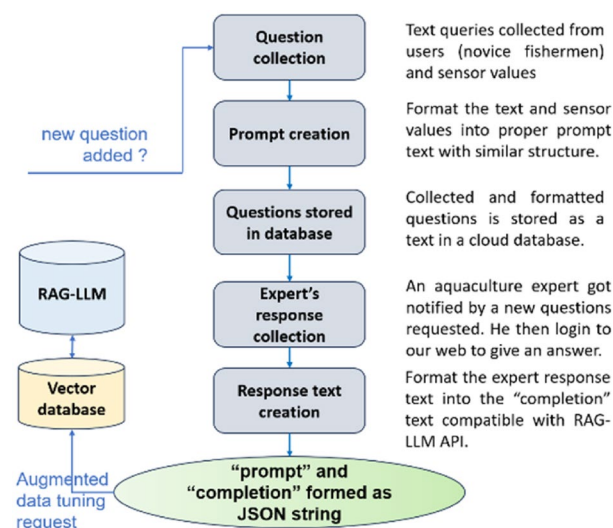 Question
collection
Text queries collected from
users (novice fishermen)
and sensor values
new question
added ?
Prompt creation
Format the text and sensor
values into proper prompt
text with similar structure.
Questions stored
in database
Collected and formatted
questions is stored as a
text in a cloud database.
RAG-LLM
Expert's
response
collection
An aquaculture expert got
notified by a new questions
requested. He then login to
our web to give an answer.
Vector
database
Response text
creation
Format the expert response
text into the “completion”
text compatible with RAG-
LLM API.
Augmented
data tuning
request
“prompt” and
“completion” formed as
JSON string